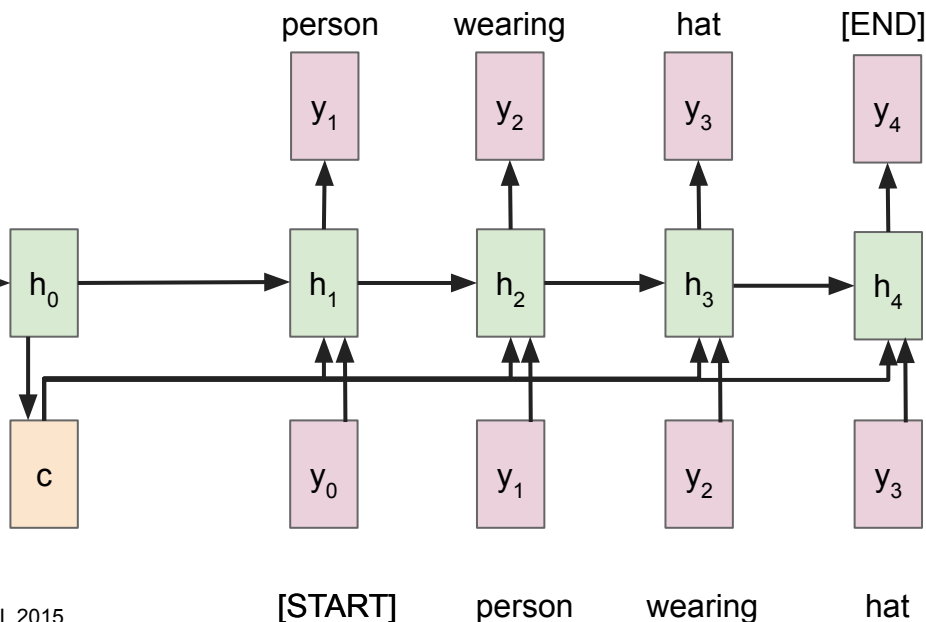 person wearing hat [END]
y1 y2 y3 y4
h0 h1 h2 h3 h4
c y0 y1 y2 y3
[START] person wearing hat
2015